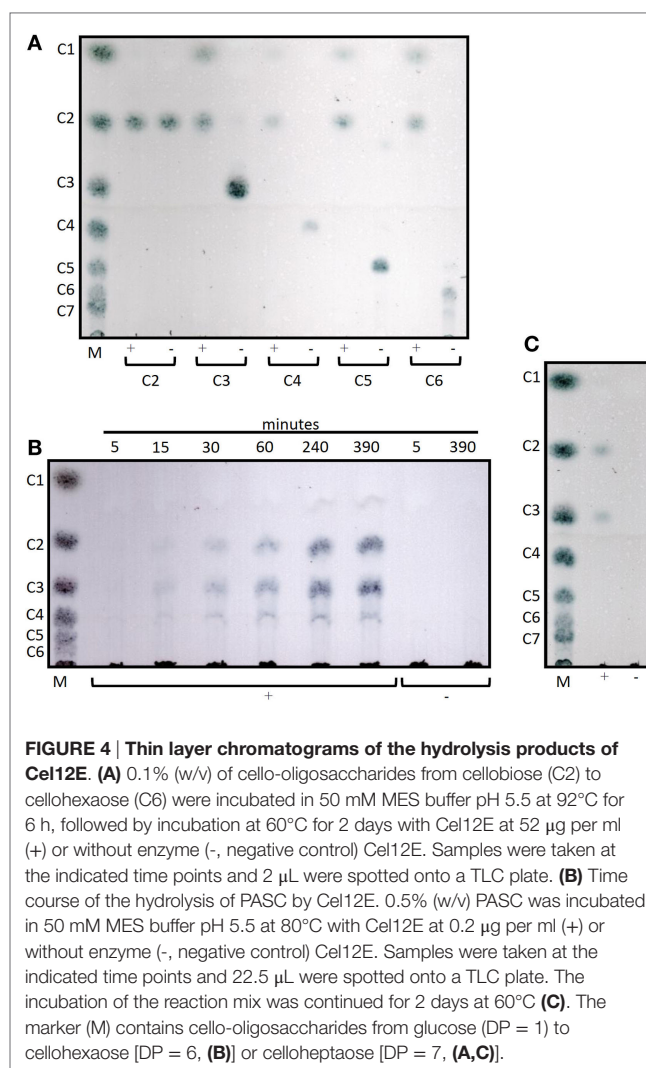 A
C1
C2
C3
C4
C5
C6
C7
M
+ - + - + - + - + -
C2 C3 C4 C5 C6
B
minutes
5 15 30 60 240 390 5 390
C1
C2
C3
C4
C5
C6
M
+ -
C
C1
C2
C3
C4
C5
C6
C7
M + -
FIGURE 4 | Thin layer chromatograms of the hydrolysis products of
Cel12E. (A) 0.1% (w/v) of cello-oligosaccharides from cellobiose (C2) to
cellohexaose (C6) were incubated in 50 mM MES buffer pH 5.5 at 92°C for
6 h, followed by incubation at 60°C for 2 days with Cel12E at 52 μg per ml
(+) or without enzyme (-, negative control) Cel12E. Samples were taken at
the indicated time points and 2 μL were spotted onto a TLC plate. (B) Time
course of the hydrolysis of PASC by Cel12E. 0.5% (w/v) PASC was incubated
in 50 mM MES buffer pH 5.5 at 80°C with Cel12E at 0.2 μg per ml (+) or
without enzyme (-, negative control) Cel12E. Samples were taken at the
indicated time points and 22.5 μL were spotted onto a TLC plate. The
incubation of the reaction mix was continued for 2 days at 60°C (C). The
marker (M) contains cello-oligosaccharides from glucose (DP = 1) to
cellohexaose [DP = 6, (B)] or celloheptaose [DP = 7, (A,C)].